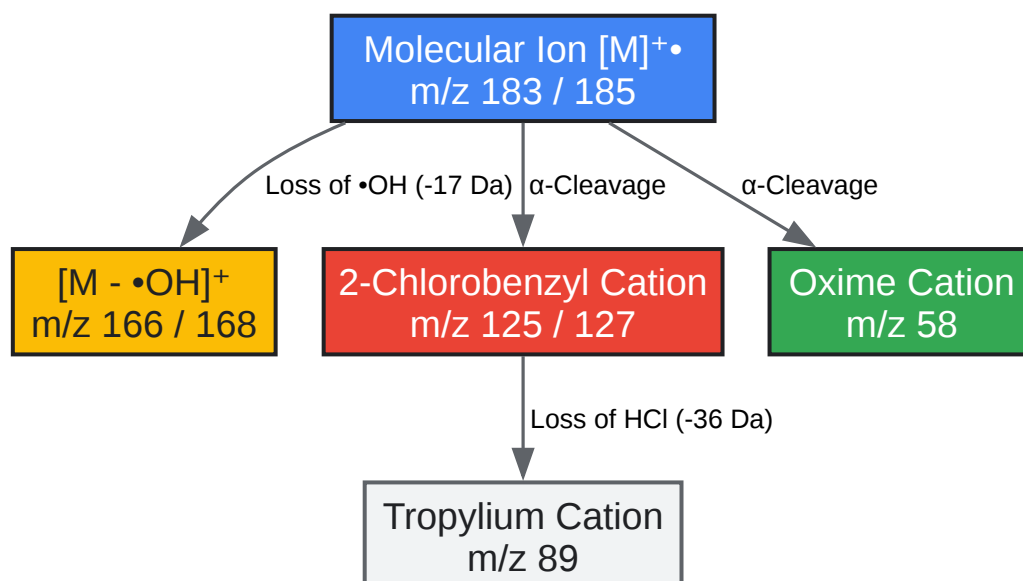 Molecular Ion [M]⁺•
m/z 183 / 185
Loss of •OH (-17 Da)
α-Cleavage
α-Cleavage
[M - •OH]⁺
m/z 166 / 168
2-Chlorobenzyl Cation
m/z 125 / 127
Oxime Cation
m/z 58
Loss of HCl (-36 Da)
Tropylium Cation
m/z 89